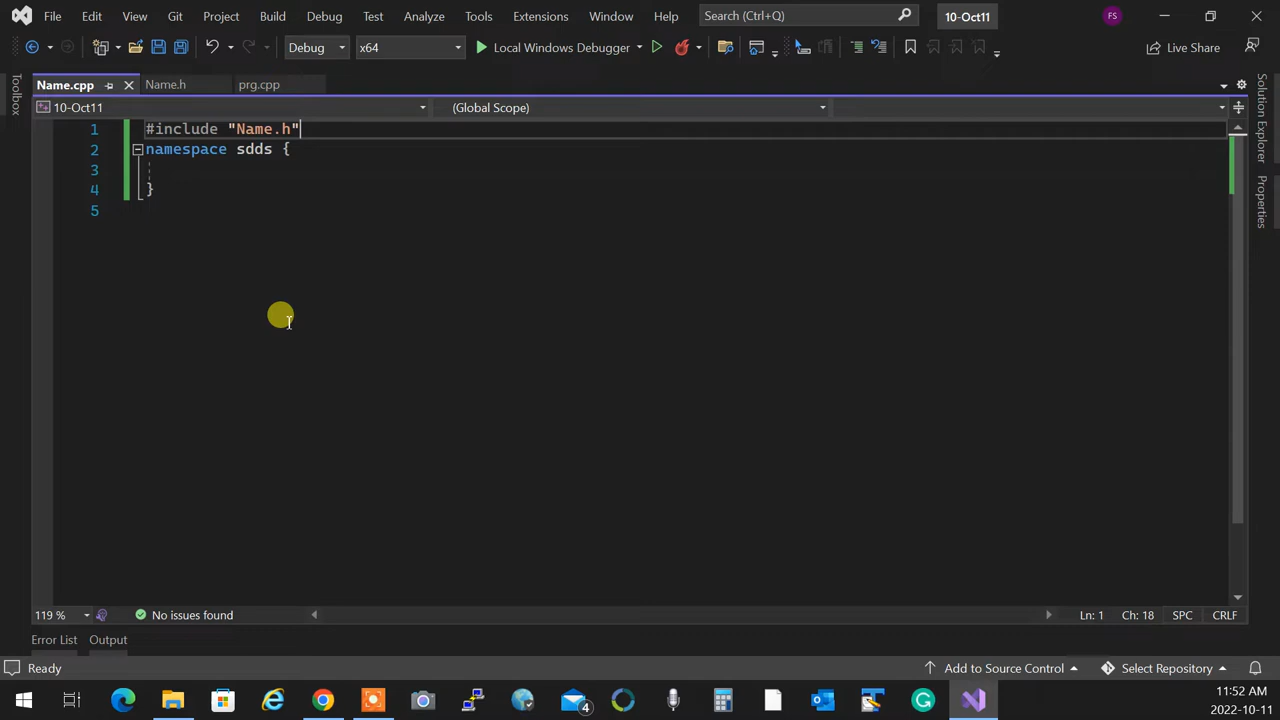 File Edit View Git Project Build Debug Test Analyze Tools Extensions Window Help Search (Ctrl+Q) 10-Oct11 FS
Debug x64 Local Windows Debugger Live Share
Name.cpp Name.h prg.cpp
10-Oct11 (Global Scope)
1 #include "Name.h"
2 namespace sdds {
3
4 }
5
Toolbox
Solution Explorer
Properties
119 % No issues found Ln: 1 Ch: 18 SPC CRLF
Error List Output
Ready Add to Source Control Select Repository
4
11:52 AM
2022-10-11